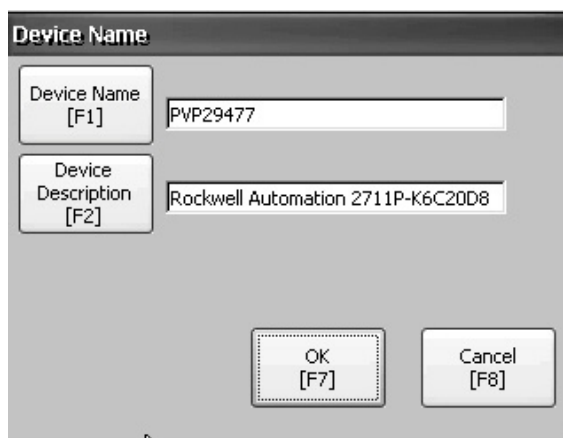 Device Name
Device Name
[F1]
PVP29477
Device
Description
[F2]
Rockwell Automation 2711P-K6C20D8
OK
[F7]
Cancel
[F8]